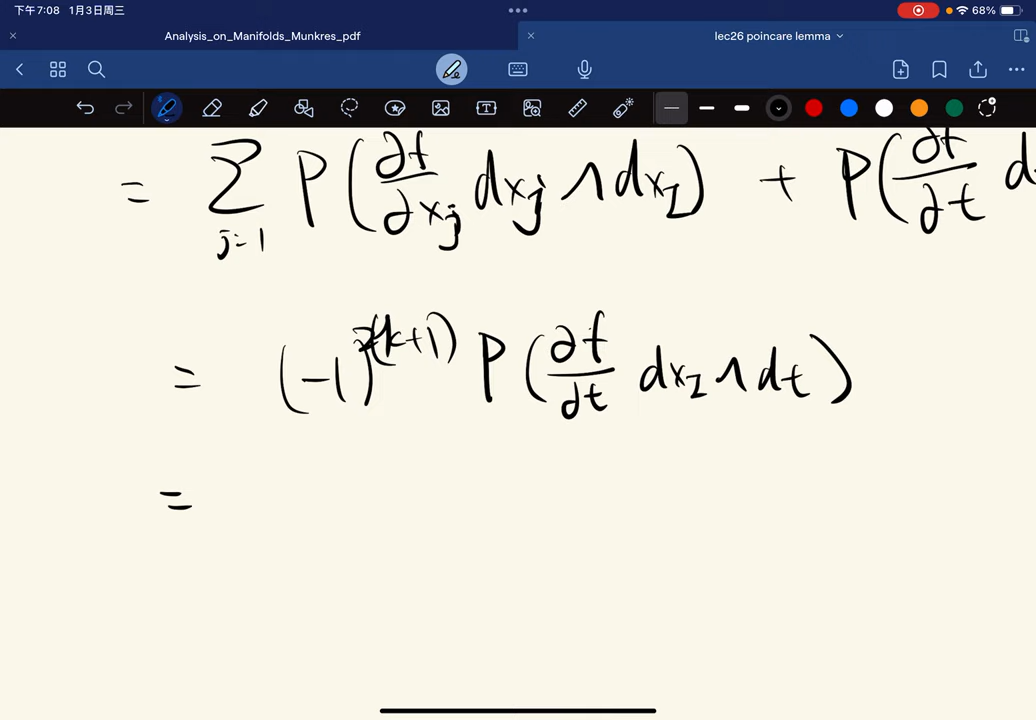 下午7:08 1月3日周三 68%
Analysis_on_Manifolds_Munkres_pdf lec26 poincare lemma
= ∑ P(∂f/∂xj dxj ∧ dxI) + P(∂f/∂t d
j=1
= (-1)^(k+1) P(∂f/∂t dxI ∧ dt)
=